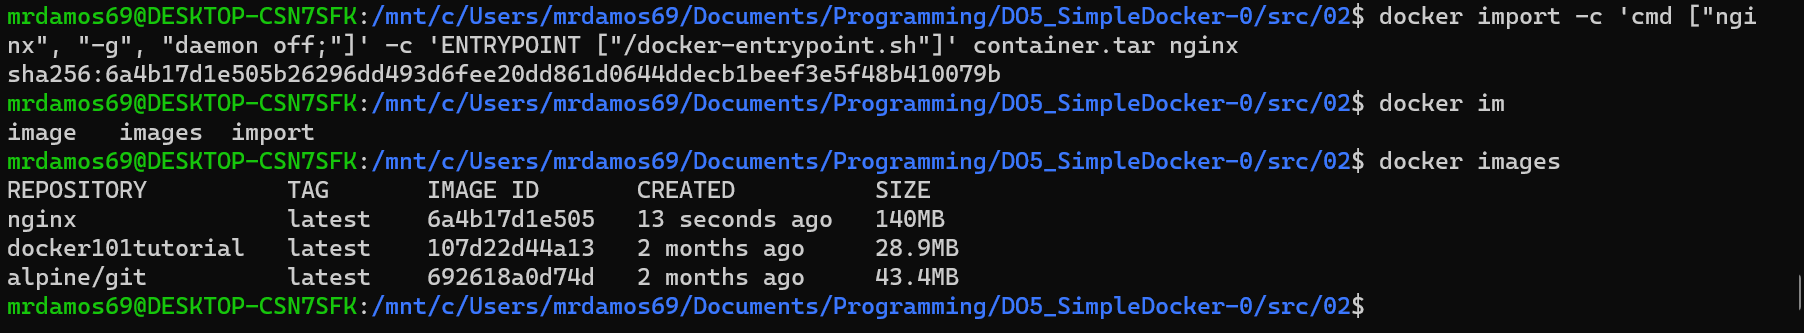 mrdamos69@DESKTOP-CSN7SFK:/mnt/c/Users/mrdamos69/Documents/Programming/DO5_SimpleDocker-0/src/02$ docker import -c 'cmd ["ngi
nx", "-g", "daemon off;"]' -c 'ENTRYPOINT ["/docker-entrypoint.sh"]' container.tar nginx
sha256:6a4b17d1e505b26296dd493d6fee20dd861d0644ddecb1beef3e5f48b410079b
mrdamos69@DESKTOP-CSN7SFK:/mnt/c/Users/mrdamos69/Documents/Programming/DO5_SimpleDocker-0/src/02$ docker im
image   images  import
mrdamos69@DESKTOP-CSN7SFK:/mnt/c/Users/mrdamos69/Documents/Programming/DO5_SimpleDocker-0/src/02$ docker images
REPOSITORY          TAG       IMAGE ID       CREATED          SIZE
nginx               latest    6a4b17d1e505   13 seconds ago   140MB
docker101tutorial   latest    107d22d44a13   2 months ago     28.9MB
alpine/git          latest    692618a0d74d   2 months ago     43.4MB
mrdamos69@DESKTOP-CSN7SFK:/mnt/c/Users/mrdamos69/Documents/Programming/DO5_SimpleDocker-0/src/02$